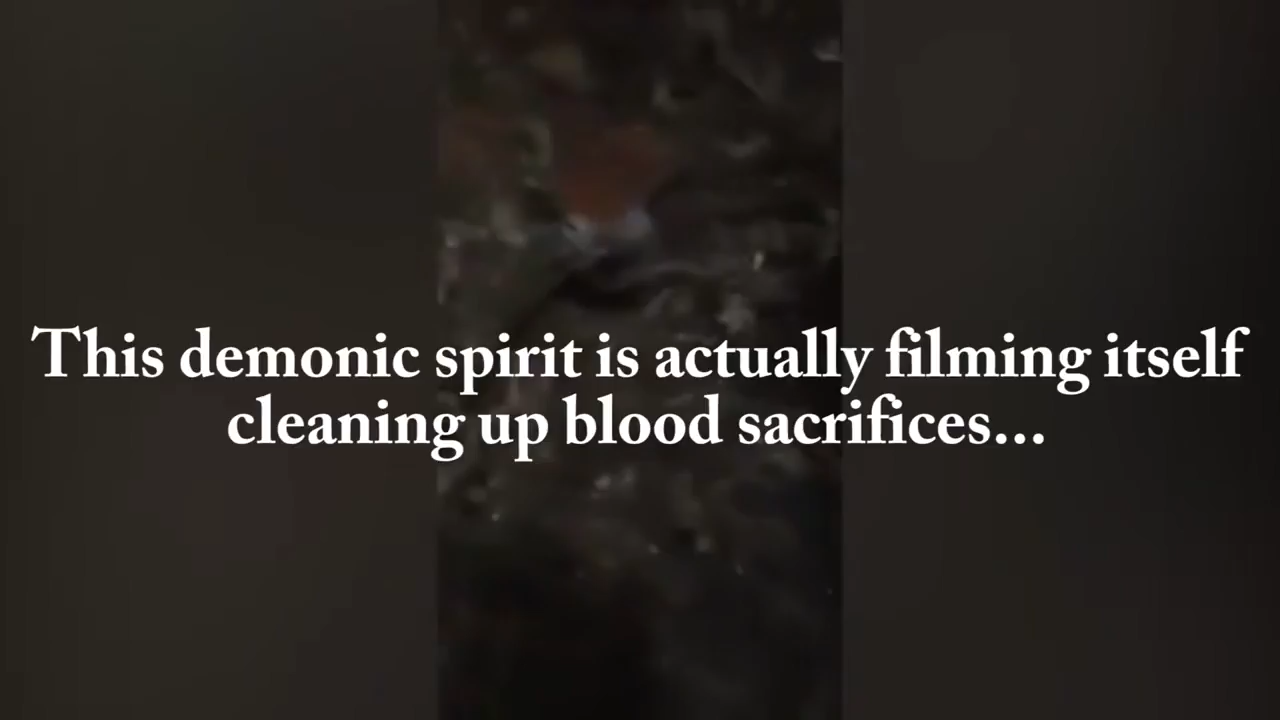 This demonic spirit is actually filming itself
cleaning up blood sacrifices...